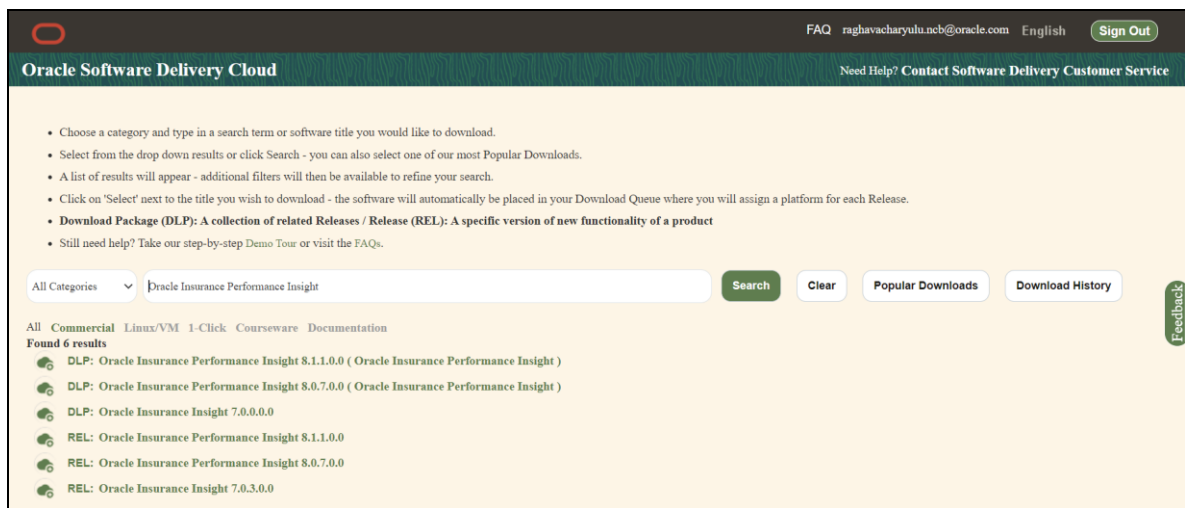 FAQ raghavacharyulu.ncb@oracle.com English Sign Out
Oracle Software Delivery Cloud Need Help? Contact Software Delivery Customer Service
• Choose a category and type in a search term or software title you would like to download.
• Select from the drop down results or click Search - you can also select one of our most Popular Downloads.
• A list of results will appear - additional filters will then be available to refine your search.
• Click on 'Select' next to the title you wish to download - the software will automatically be placed in your Download Queue where you will assign a platform for each Release.
• Download Package (DLP): A collection of related Releases / Release (REL): A specific version of new functionality of a product
• Still need help? Take our step-by-step Demo Tour or visit the FAQs.
All Categories Oracle Insurance Performance Insight Search Clear Popular Downloads Download History
Feedback
All Commercial Linux/VM 1-Click Courseware Documentation
Found 6 results
DLP: Oracle Insurance Performance Insight 8.1.1.0.0 ( Oracle Insurance Performance Insight )
DLP: Oracle Insurance Performance Insight 8.0.7.0.0 ( Oracle Insurance Performance Insight )
DLP: Oracle Insurance Insight 7.0.0.0.0
REL: Oracle Insurance Performance Insight 8.1.1.0.0
REL: Oracle Insurance Performance Insight 8.0.7.0.0
REL: Oracle Insurance Insight 7.0.3.0.0